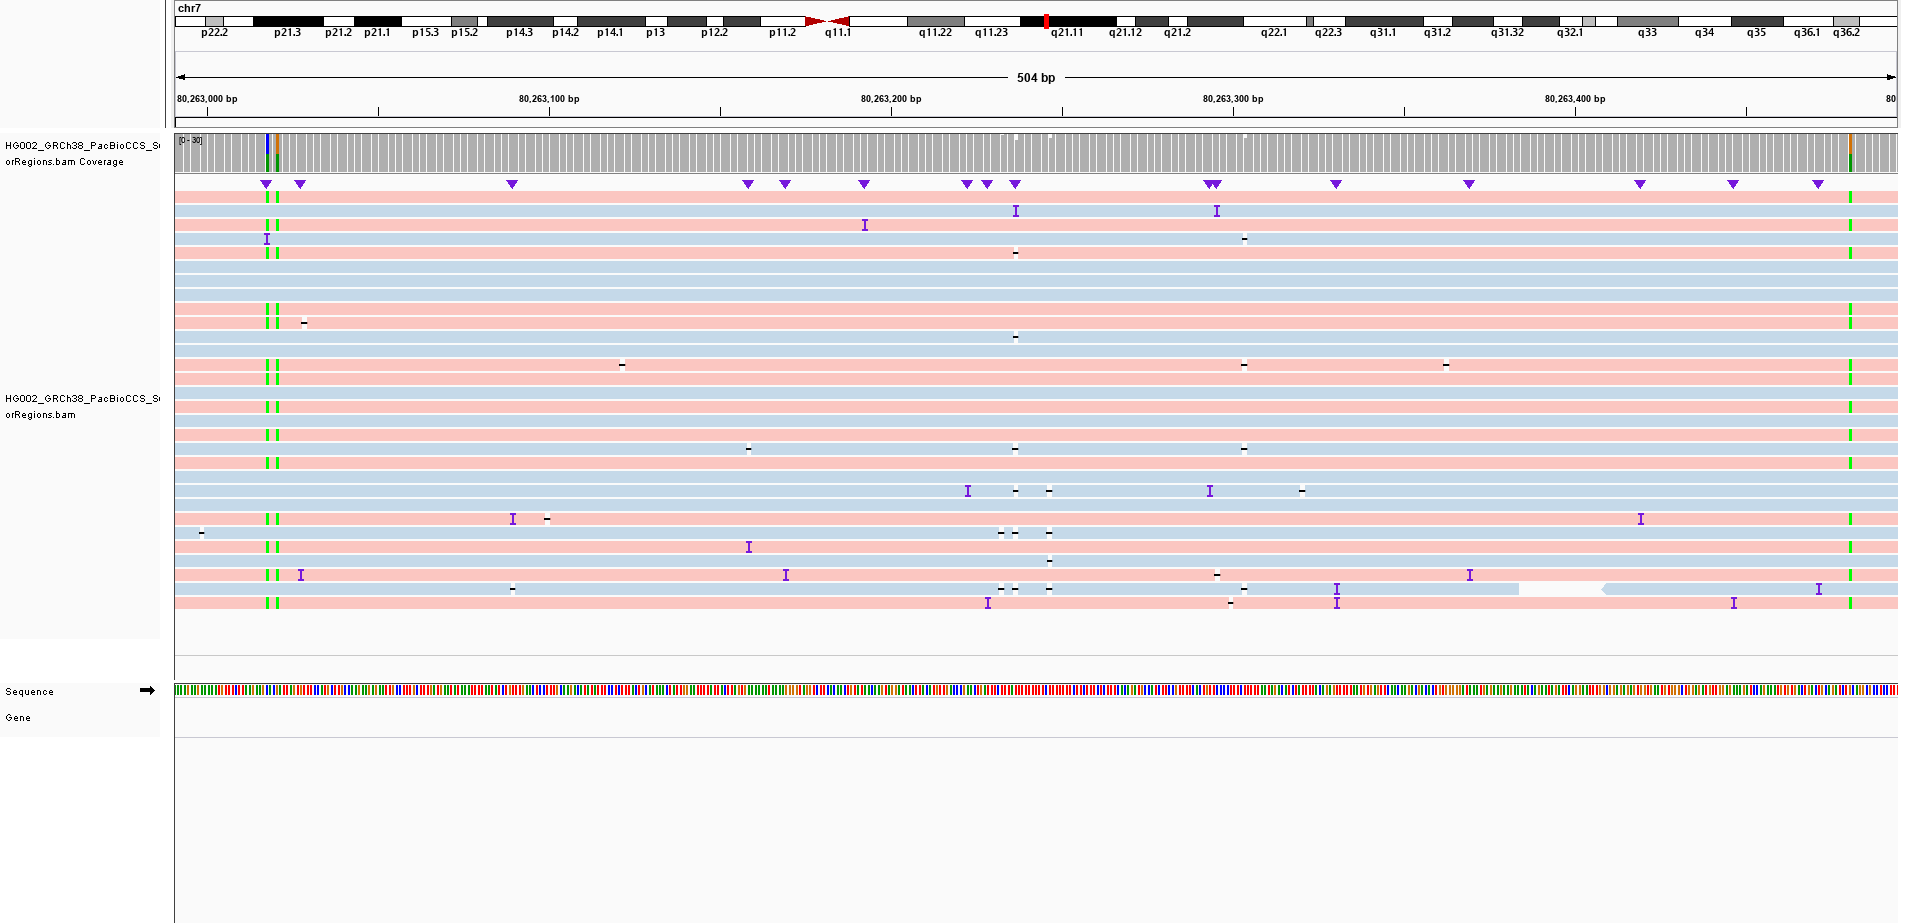 chr7
p22.2 p21.3 p21.2 p21.1 p15.3 p15.2 p14.3 p14.2 p14.1 p13 p12.2 p12.1 p11.2 q11.1 q11.22 q11.23 q21.11 q21.12 q21.2 q22.1 q22.3 q31.1 q31.2 q31.32 q32.1 q33 q34 q35 q36.1 q36.2
504 bp
80,263,000 bp 80,263,100 bp 80,263,200 bp 80,263,300 bp 80,263,400 bp 80
[0 - 30]
HG002_GRCh38_PacBioCCS_S
orRegions.bam Coverage
HG002_GRCh38_PacBioCCS_S
orRegions.bam
Sequence
Gene